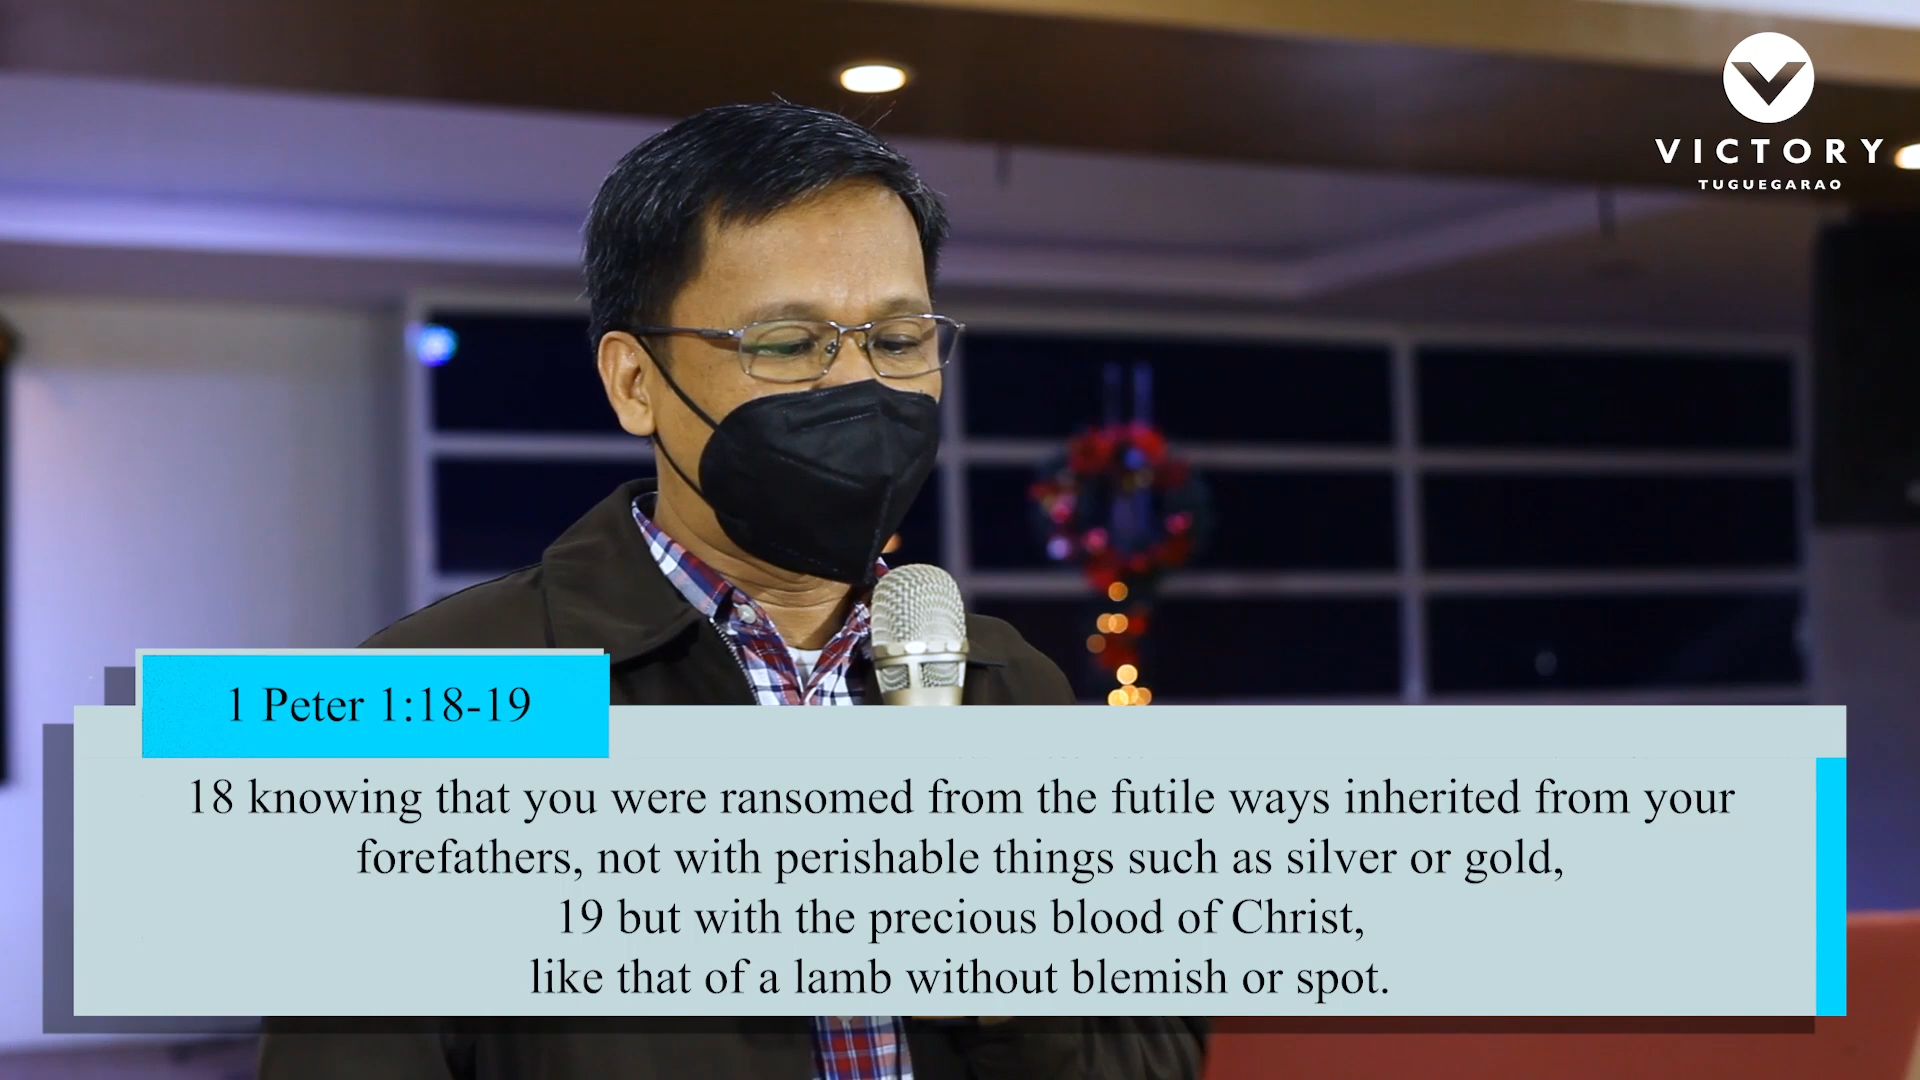 VICTORY
TUGUEGARAO
1 Peter 1:18-19
18 knowing that you were ransomed from the futile ways inherited from your
forefathers, not with perishable things such as silver or gold,
19 but with the precious blood of Christ,
like that of a lamb without blemish or spot.